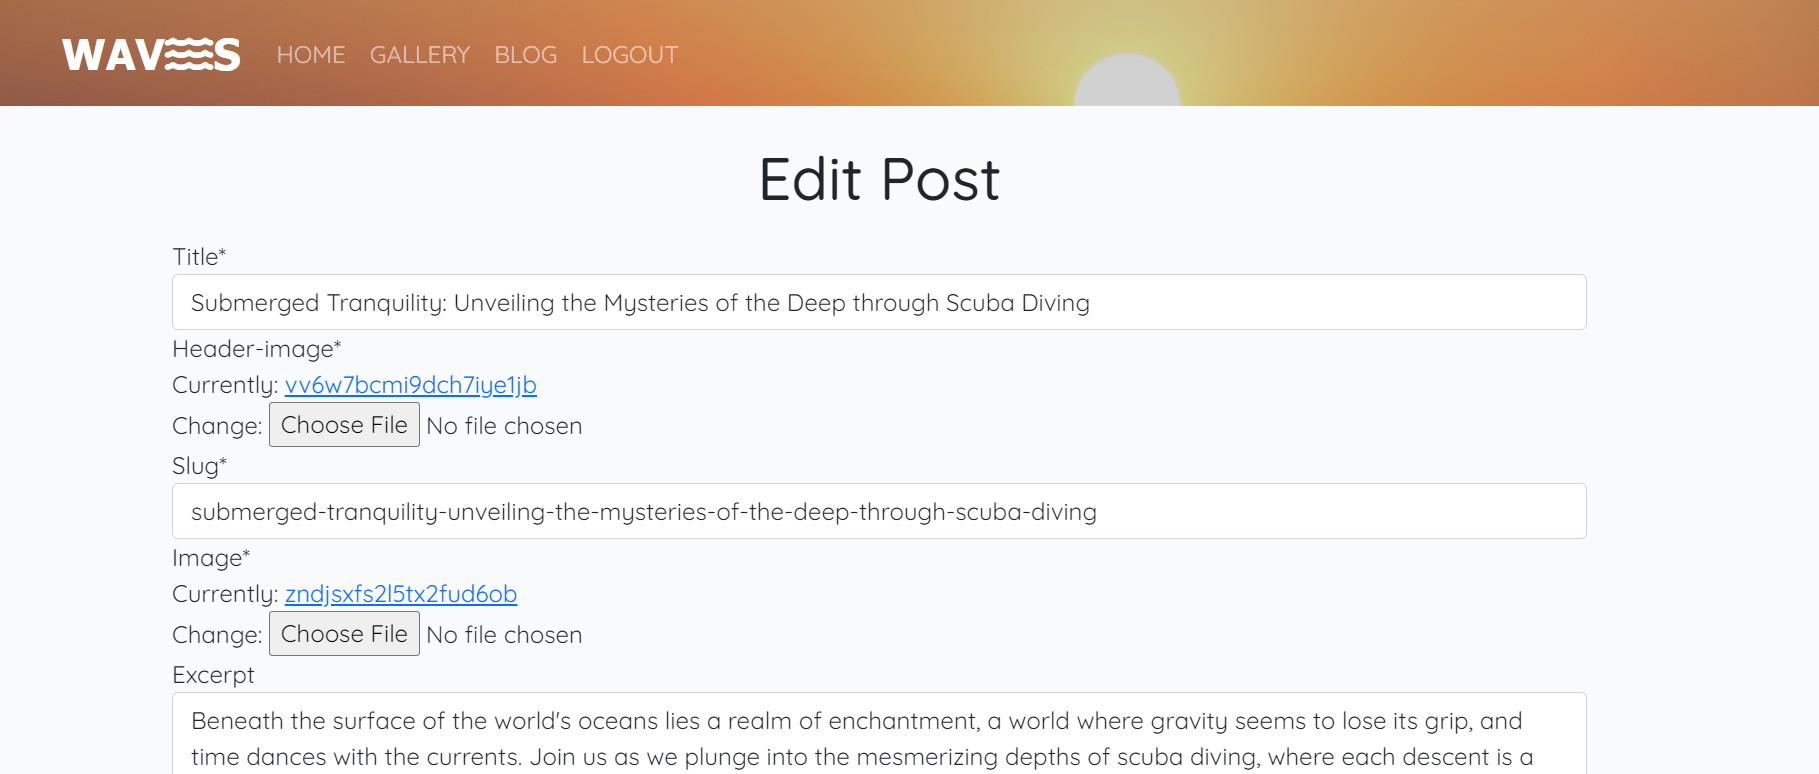 WAVES HOME GALLERY BLOG LOGOUT
Edit Post
Title*
Submerged Tranquility: Unveiling the Mysteries of the Deep through Scuba Diving
Header-image*
Currently: vv6w7bcmi9dch7iye1jb
Change: Choose File No file chosen
Slug*
submerged-tranquility-unveiling-the-mysteries-of-the-deep-through-scuba-diving
Image*
Currently: zndjsxfs2l5tx2fud6ob
Change: Choose File No file chosen
Excerpt
Beneath the surface of the world's oceans lies a realm of enchantment, a world where gravity seems to lose its grip, and
time dances with the currents. Join us as we plunge into the mesmerizing depths of scuba diving, where each descent is a